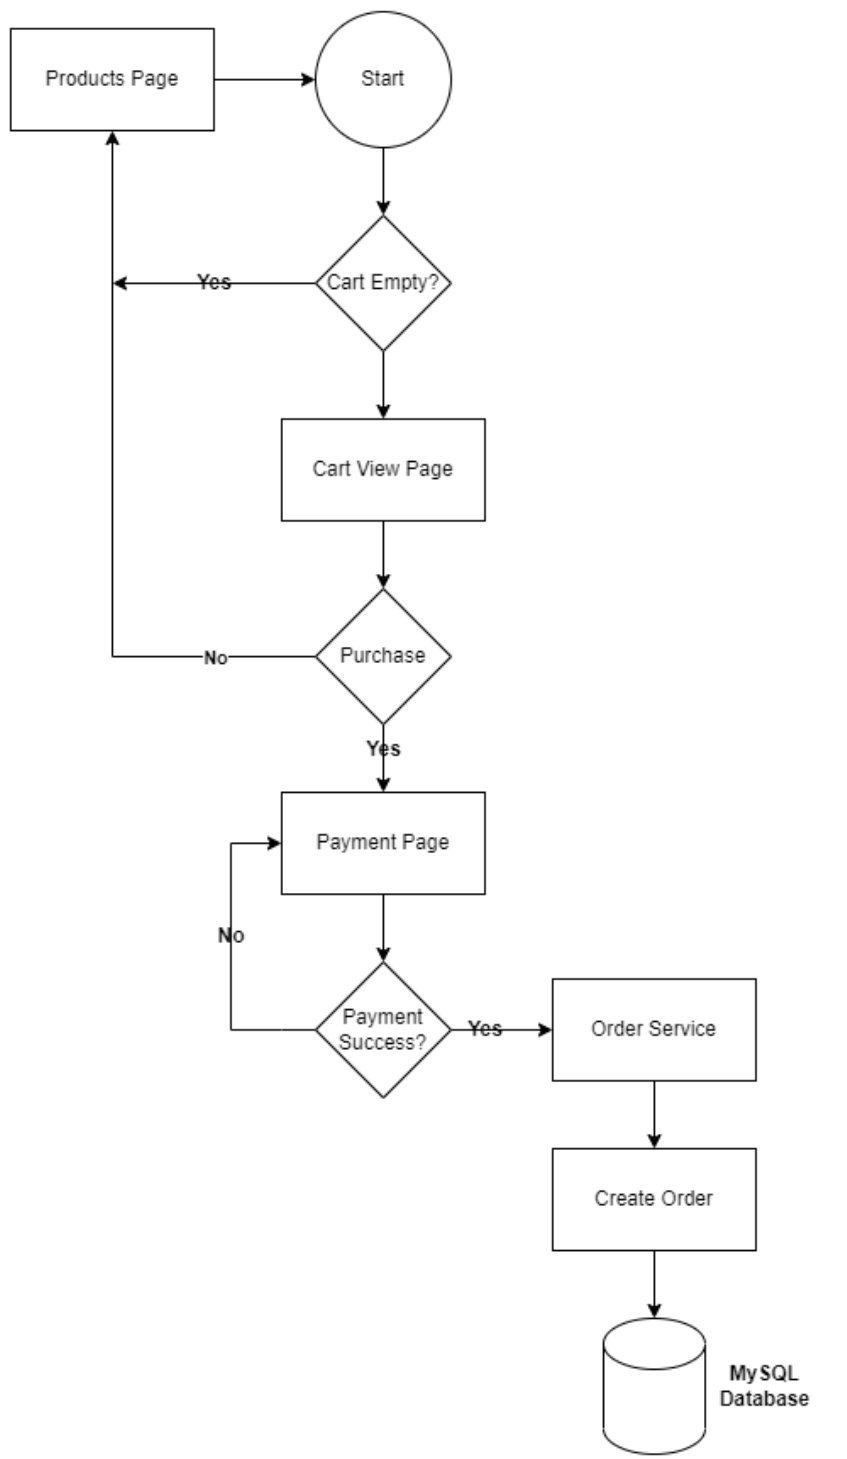 Products Page
Start
Cart Empty?
Yes
Cart View Page
Purchase
No
Yes
Payment Page
No
Payment
Success?
Yes
Order Service
Create Order
MySQL
Database